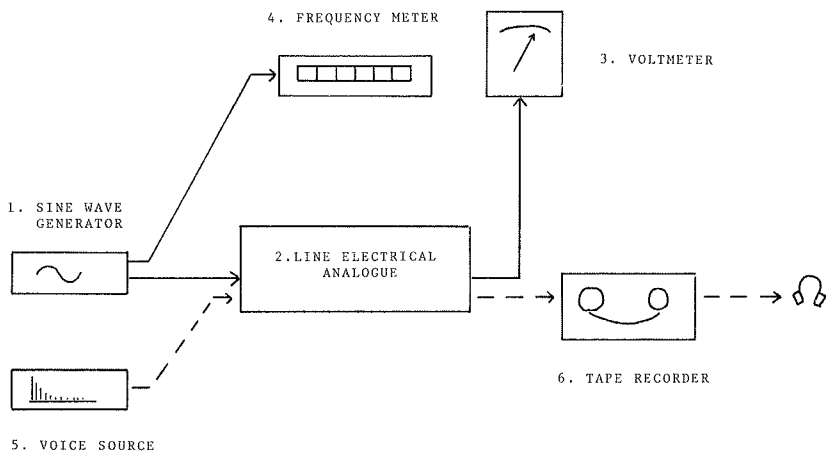 4. FREQUENCY METER
3. VOLTMETER
1. SINE WAVE
GENERATOR
2.LINE ELECTRICAL
ANALOGUE
6. TAPE RECORDER
5. VOICE SOURCE